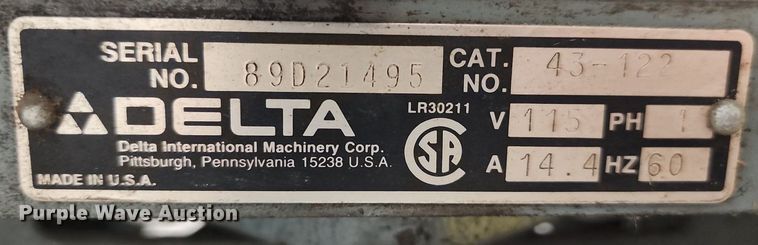 SERIAL NO. 89D21495 CAT. NO. 43-122
DELTA LR30211 V 115 PH 1
Delta International Machinery Corp.
Pittsburgh, Pennsylvania 15238 U.S.A. CSA A 14.4 HZ 60
MADE IN U.S.A.
Purple Wave Auction